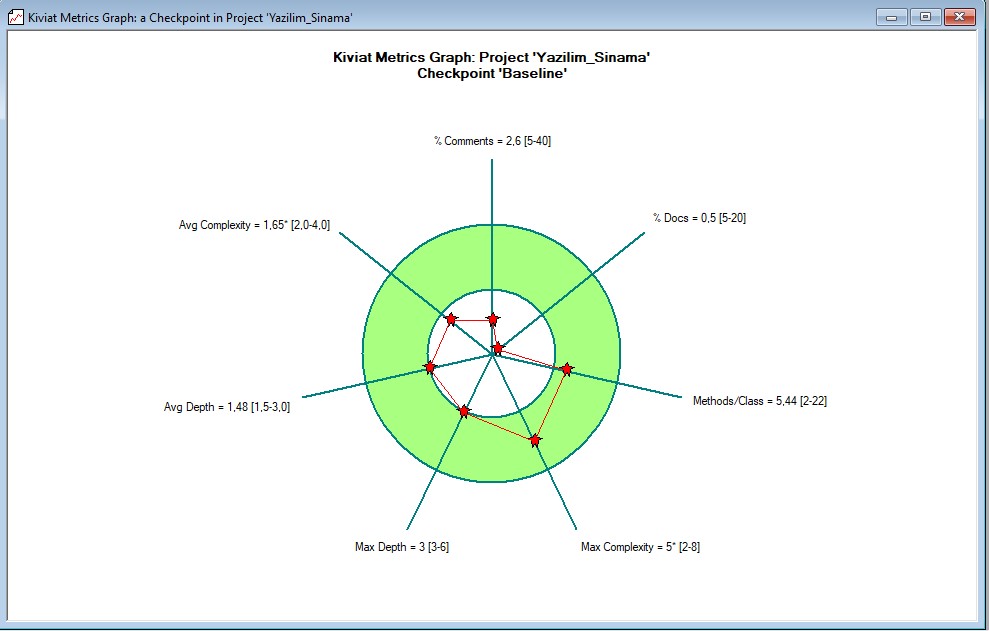 Kiviat Metrics Graph: a Checkpoint in Project 'Yazilim_Sinama'
Kiviat Metrics Graph: Project 'Yazilim_Sinama'
Checkpoint 'Baseline'
% Comments = 2,6 [5-40]
% Docs = 0,5 [5-20]
Avg Complexity = 1,65* [2,0-4,0]
Methods/Class = 5,44 [2-22]
Avg Depth = 1,48 [1,5-3,0]
Max Depth = 3 [3-6]
Max Complexity = 5* [2-8]